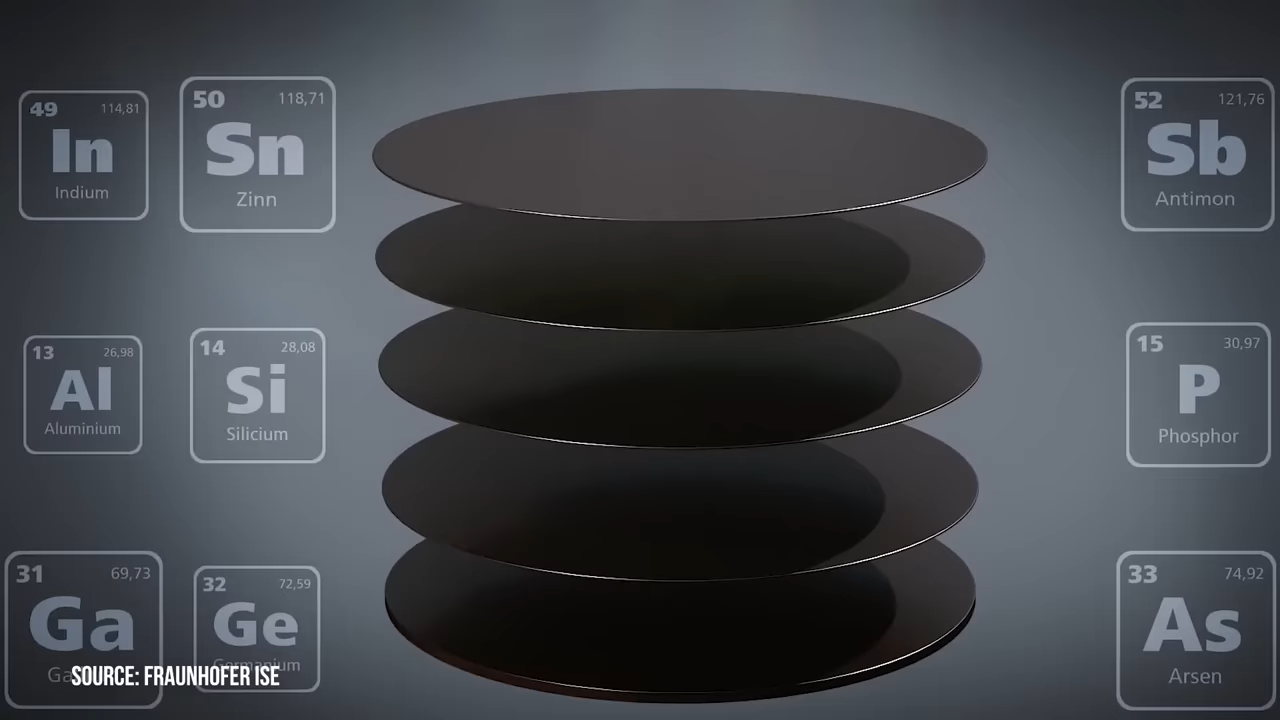 49 114,81
In
Indium
50 118,71
Sn
Zinn
52 121,76
Sb
Antimon
13 26,98
Al
Aluminium
14 28,08
Si
Silicium
15 30,97
P
Phosphor
31 69,73
Ga
32 72,59
Ge
Germanium
33 74,92
As
Arsen
SOURCE: FRAUNHOFER ISE